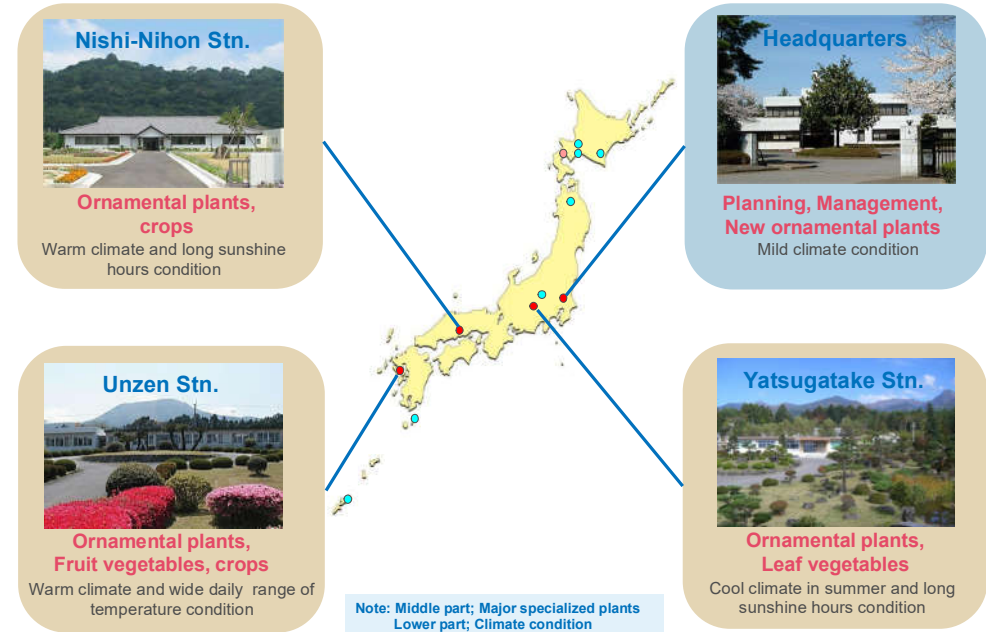 Nishi-Nihon Stn.
Ornamental plants,
crops
Warm climate and long sunshine
hours condition
Headquarters
Planning, Management,
New ornamental plants
Mild climate condition
Unzen Stn.
Ornamental plants,
Fruit vegetables, crops
Warm climate and wide daily range of
temperature condition
Yatsugatake Stn.
Ornamental plants,
Leaf vegetables
Cool climate in summer and long
sunshine hours condition
Note: Middle part; Major specialized plants
Lower part; Climate condition